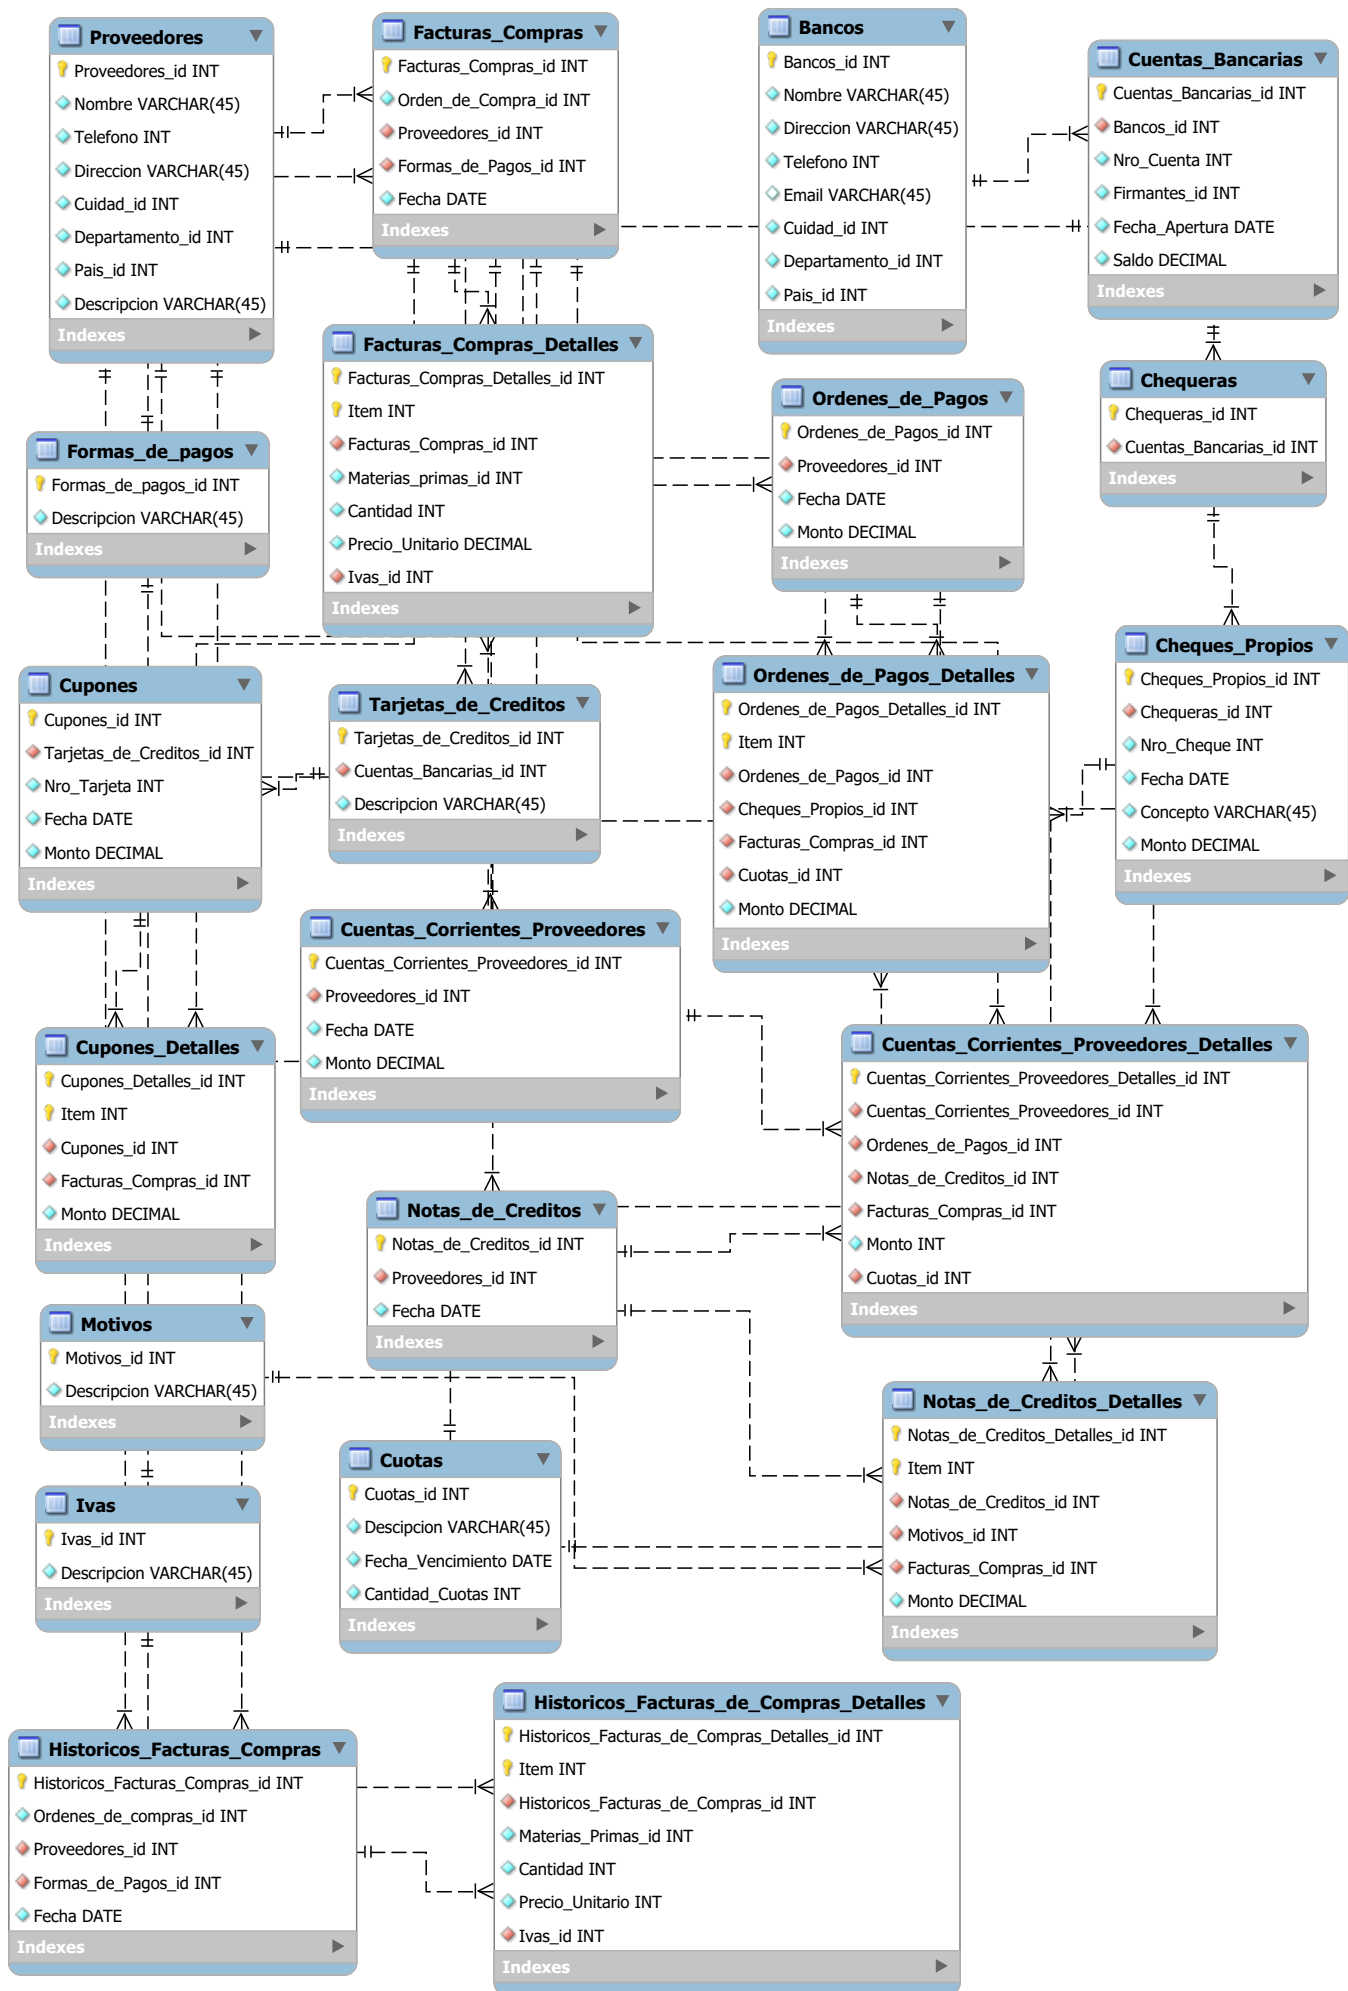 Proveedores
Proveedores_id INT
Nombre VARCHAR(45)
Telefono INT
Direccion VARCHAR(45)
Cuidad_id INT
Departamento_id INT
Pais_id INT
Descripcion VARCHAR(45)
Indexes
Facturas_Compras
Facturas_Compras_id INT
Orden_de_Compra_id INT
Proveedores_id INT
Formas_de_Pagos_id INT
Fecha DATE
Indexes
Bancos
Bancos_id INT
Nombre VARCHAR(45)
Direccion VARCHAR(45)
Telefono INT
Email VARCHAR(45)
Cuidad_id INT
Departamento_id INT
Pais_id INT
Indexes
Cuentas_Bancarias
Cuentas_Bancarias_id INT
Bancos_id INT
Nro_Cuenta INT
Firmantes_id INT
Fecha_Apertura DATE
Saldo DECIMAL
Indexes
Facturas_Compras_Detalles
Facturas_Compras_Detalles_id INT
Item INT
Facturas_Compras_id INT
Materias_primas_id INT
Cantidad INT
Precio_Unitario DECIMAL
Ivas_id INT
Indexes
Ordenes_de_Pagos
Ordenes_de_Pagos_id INT
Proveedores_id INT
Fecha DATE
Monto DECIMAL
Indexes
Chequeras
Chequeras_id INT
Cuentas_Bancarias_id INT
Indexes
Formas_de_pagos
Formas_de_pagos_id INT
Descripcion VARCHAR(45)
Indexes
Cupones
Cupones_id INT
Tarjetas_de_Creditos_id INT
Nro_Tarjeta INT
Fecha DATE
Monto DECIMAL
Indexes
Tarjetas_de_Creditos
Tarjetas_de_Creditos_id INT
Cuentas_Bancarias_id INT
Descripcion VARCHAR(45)
Indexes
Ordenes_de_Pagos_Detalles
Ordenes_de_Pagos_Detalles_id INT
Item INT
Ordenes_de_Pagos_id INT
Cheques_Propios_id INT
Facturas_Compras_id INT
Cuotas_id INT
Monto DECIMAL
Indexes
Cheques_Propios
Cheques_Propios_id INT
Chequeras_id INT
Nro_Cheque INT
Fecha DATE
Concepto VARCHAR(45)
Monto DECIMAL
Indexes
Cuentas_Corrientes_Proveedores
Cuentas_Corrientes_Proveedores_id INT
Proveedores_id INT
Fecha DATE
Monto DECIMAL
Indexes
Cupones_Detalles
Cupones_Detalles_id INT
Item INT
Cupones_id INT
Facturas_Compras_id INT
Monto DECIMAL
Indexes
Cuentas_Corrientes_Proveedores_Detalles
Cuentas_Corrientes_Proveedores_Detalles_id INT
Cuentas_Corrientes_Proveedores_id INT
Ordenes_de_Pagos_id INT
Notas_de_Creditos_id INT
Facturas_Compras_id INT
Monto INT
Cuotas_id INT
Indexes
Notas_de_Creditos
Notas_de_Creditos_id INT
Proveedores_id INT
Fecha DATE
Indexes
Motivos
Motivos_id INT
Descripcion VARCHAR(45)
Indexes
Notas_de_Creditos_Detalles
Notas_de_Creditos_Detalles_id INT
Item INT
Notas_de_Creditos_id INT
Motivos_id INT
Facturas_Compras_id INT
Monto DECIMAL
Indexes
Cuotas
Cuotas_id INT
Descipcion VARCHAR(45)
Fecha_Vencimiento DATE
Cantidad_Cuotas INT
Indexes
Ivas
Ivas_id INT
Descripcion VARCHAR(45)
Indexes
Historicos_Facturas_Compras
Historicos_Facturas_Compras_id INT
Ordenes_de_compras_id INT
Proveedores_id INT
Formas_de_Pagos_id INT
Fecha DATE
Indexes
Historicos_Facturas_de_Compras_Detalles
Historicos_Facturas_de_Compras_Detalles_id INT
Item INT
Historicos_Facturas_de_Compras_id INT
Materias_Primas_id INT
Cantidad INT
Precio_Unitario INT
Ivas_id INT
Indexes